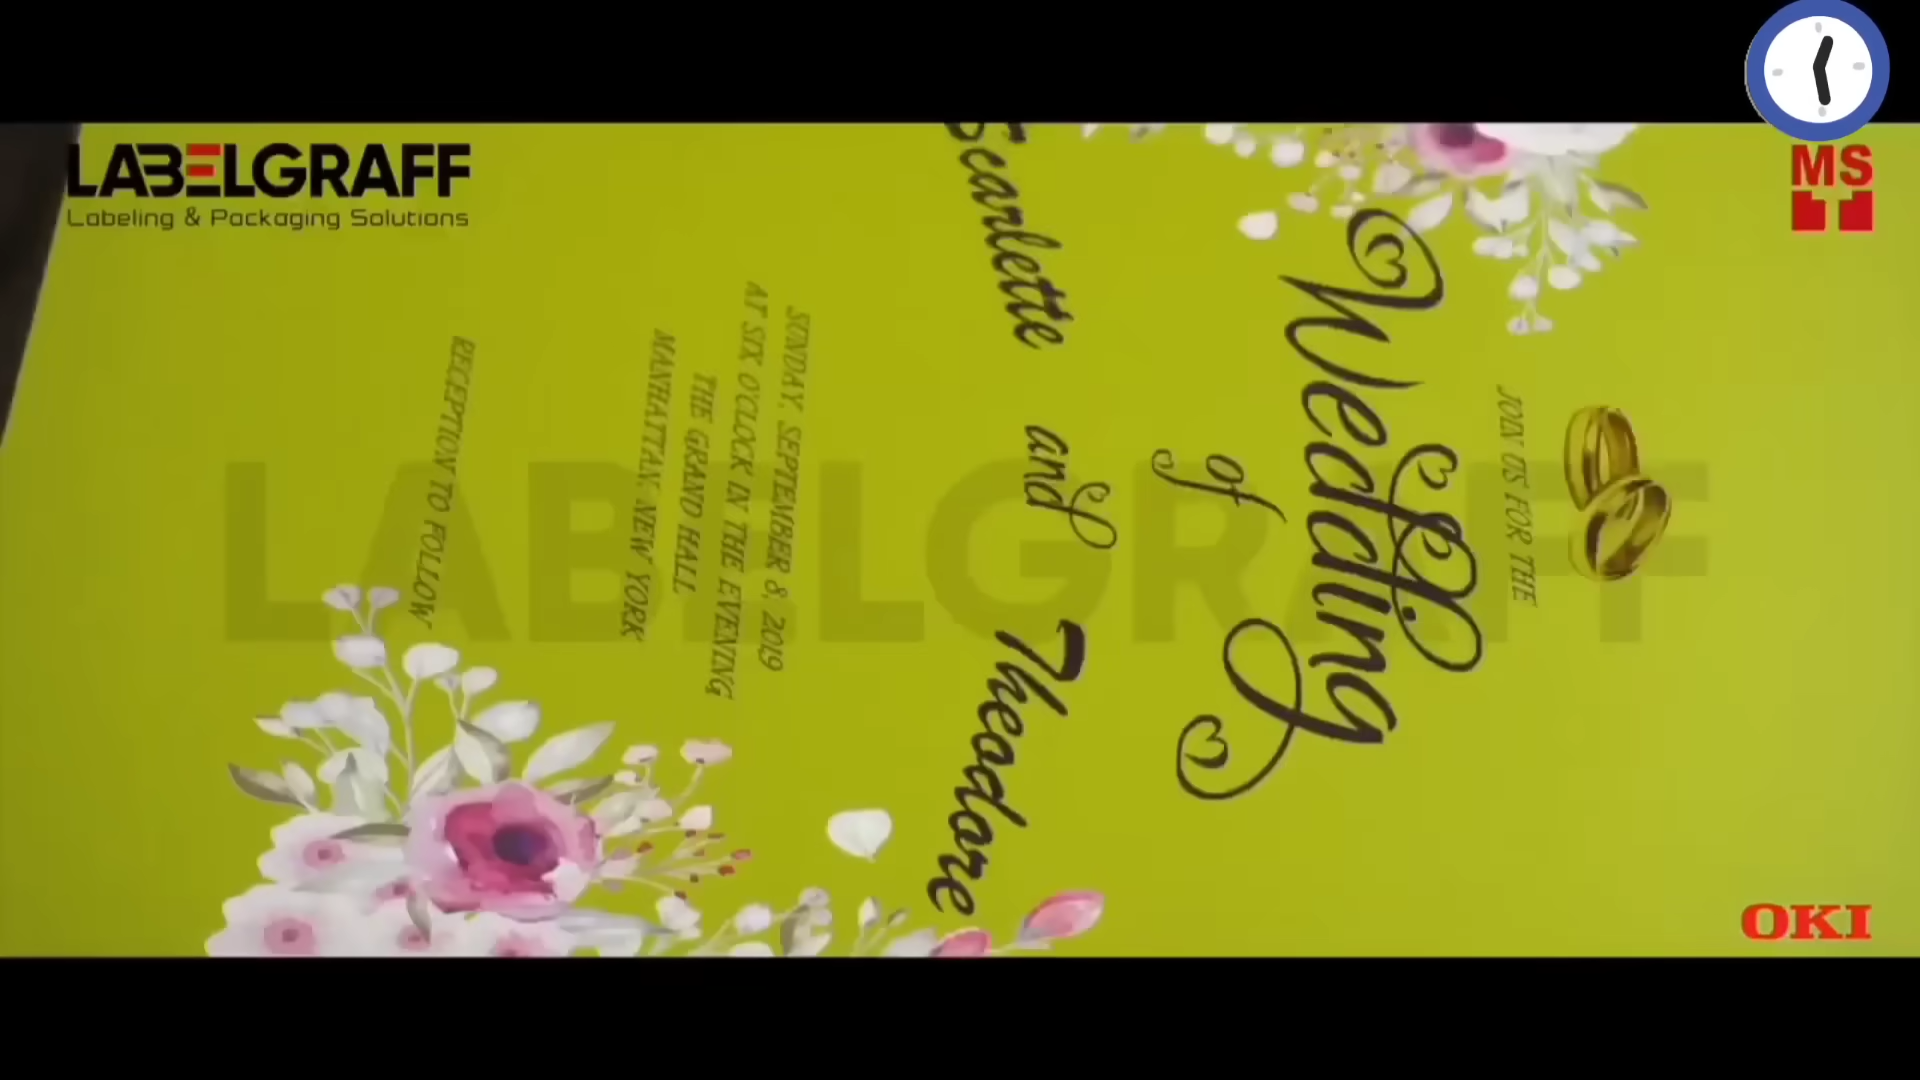 LABELGRAFF
Labeling & Packaging Solutions
MS
JOIN US FOR THE
Wedding
of
Scarlette and Theodore
SUNDAY, SEPTEMBER 8, 2019
AT SIX O'CLOCK IN THE EVENING
THE GRAND HALL
MANHATTAN, NEW YORK
RECEPTION TO FOLLOW
LABELGRAFF
OKI